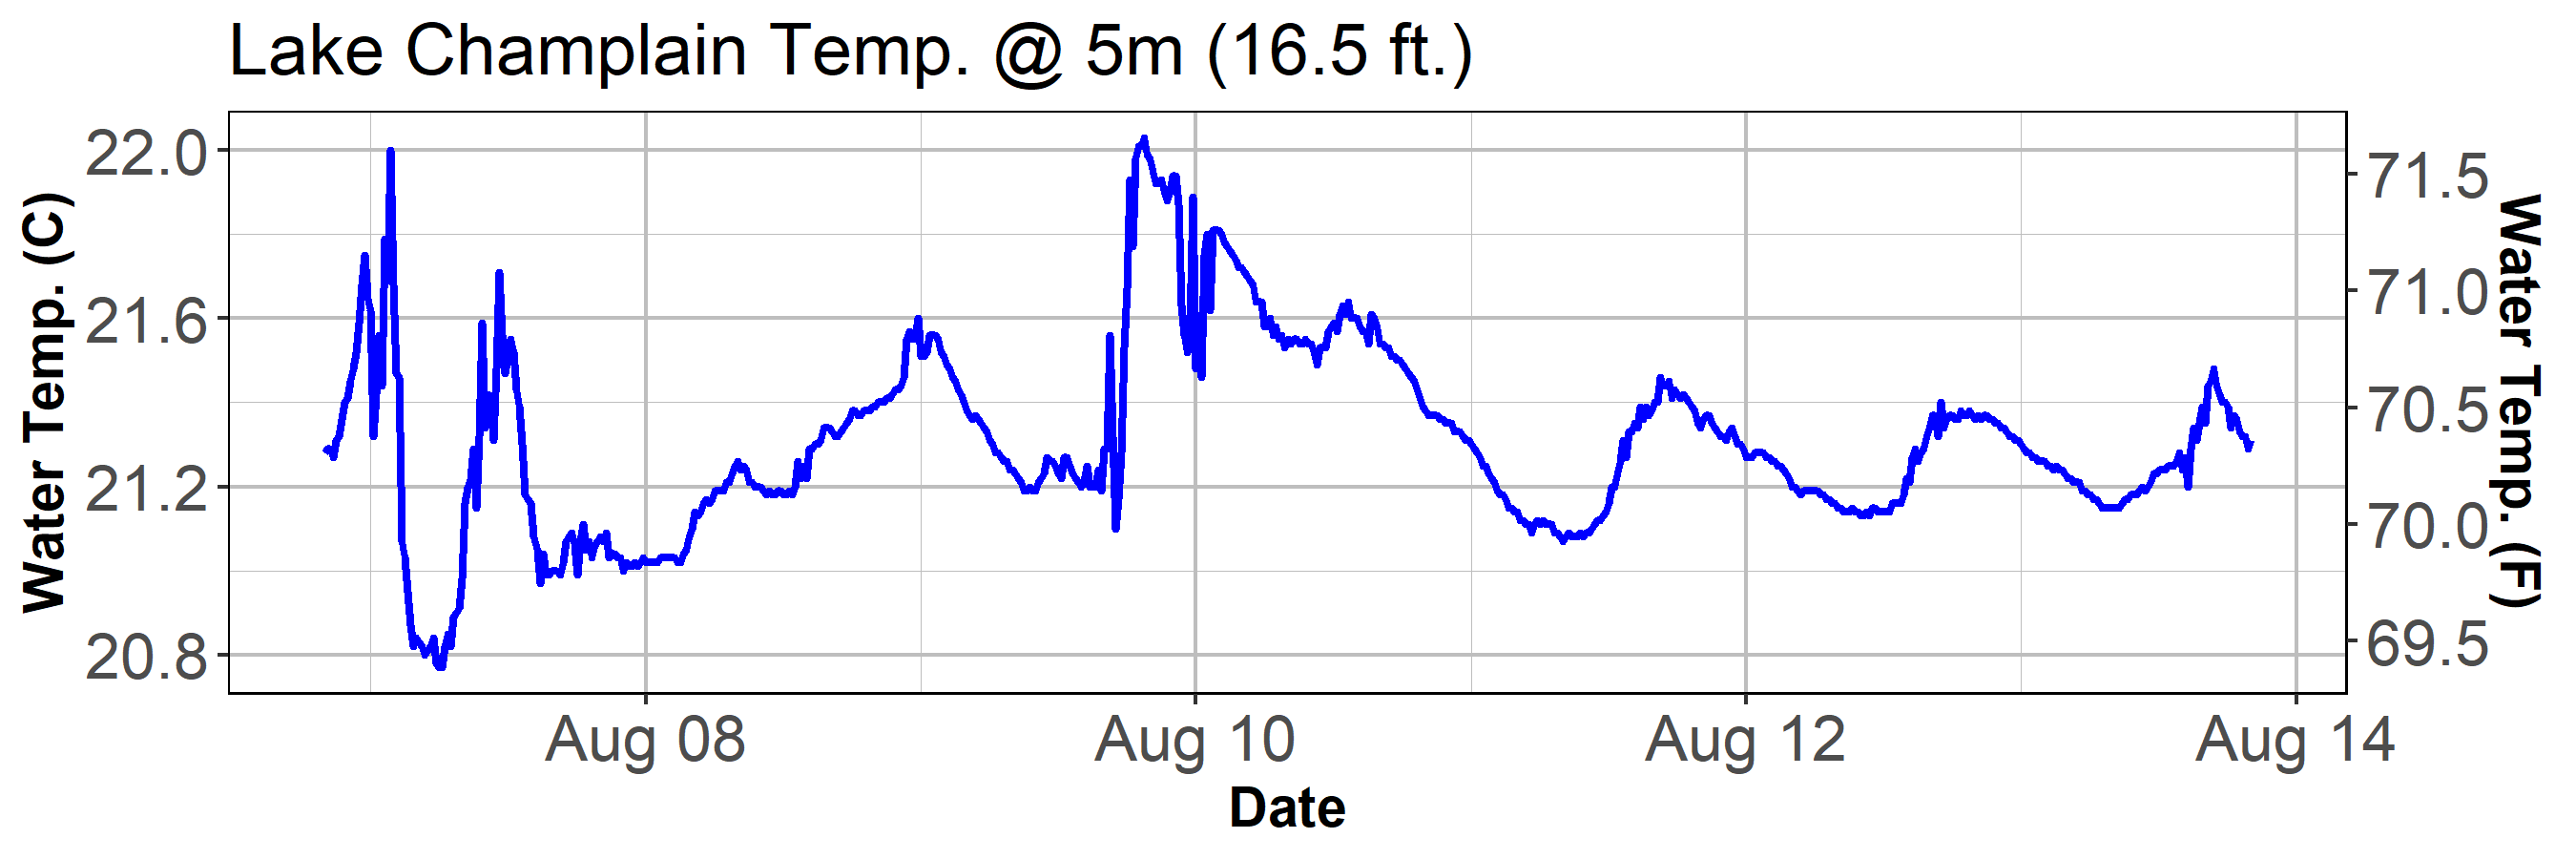 Lake Champlain Temp. @ 5m (16.5 ft.)
Water Temp. (C)
22.0
21.6
21.2
20.8
71.5
71.0
70.5
70.0
69.5
Water Temp. (F)
Aug 08
Aug 10
Aug 12
Aug 14
Date